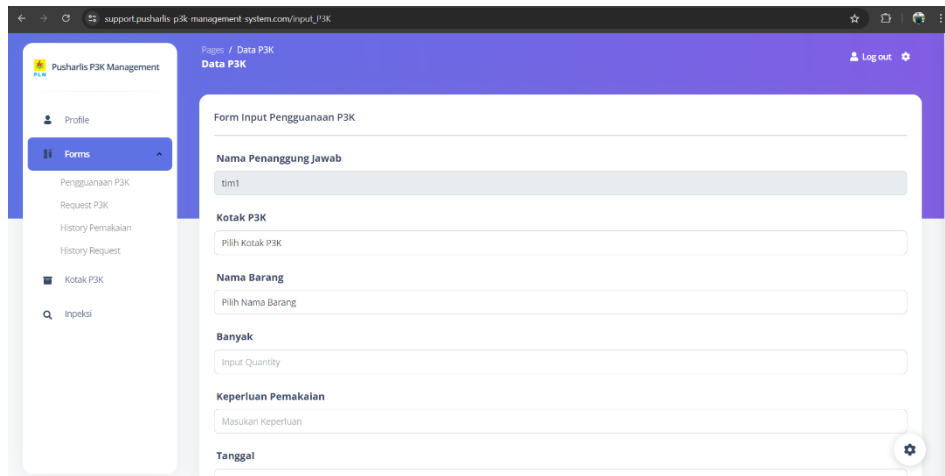 support.pusharlis-p3k-management-system.com/input_P3K
PLN
Pusharlis P3K Management
Profile
Forms
Pengguanaan P3K
Request P3K
History Pemakaian
History Request
Kotak P3K
Inpeksi
Pages / Data P3K
Data P3K
Log out
Form Input Pengguanaan P3K
Nama Penanggung Jawab
tim1
Kotak P3K
Pilih Kotak P3K
Nama Barang
Pilih Nama Barang
Banyak
Input Quantity
Keperluan Pemakaian
Masukan Keperluan
Tanggal